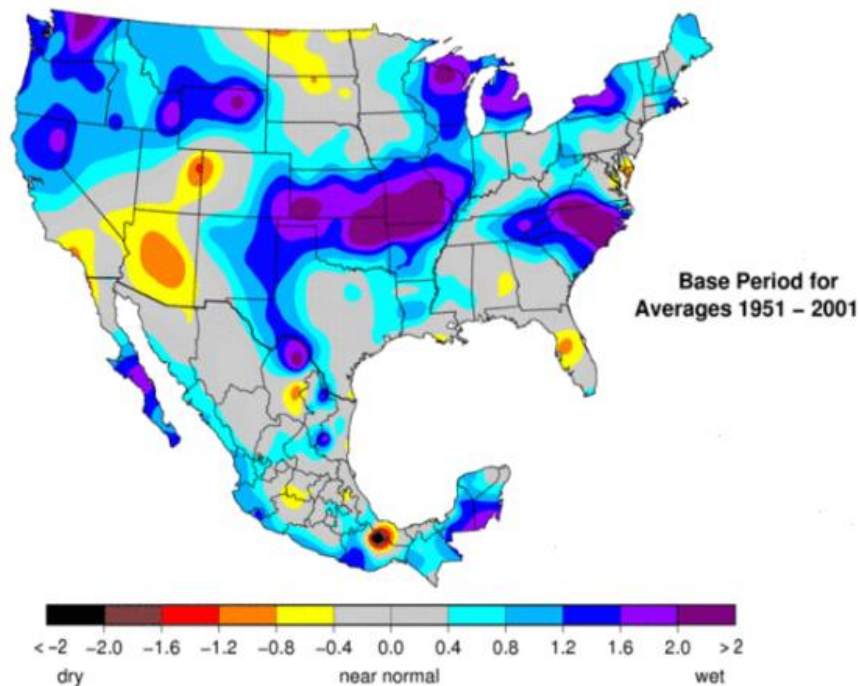 Base Period for
Averages 1951 – 2001
< -2 -2.0 -1.6 -1.2 -0.8 -0.4 0.0 0.4 0.8 1.2 1.6 2.0 > 2
dry near normal wet